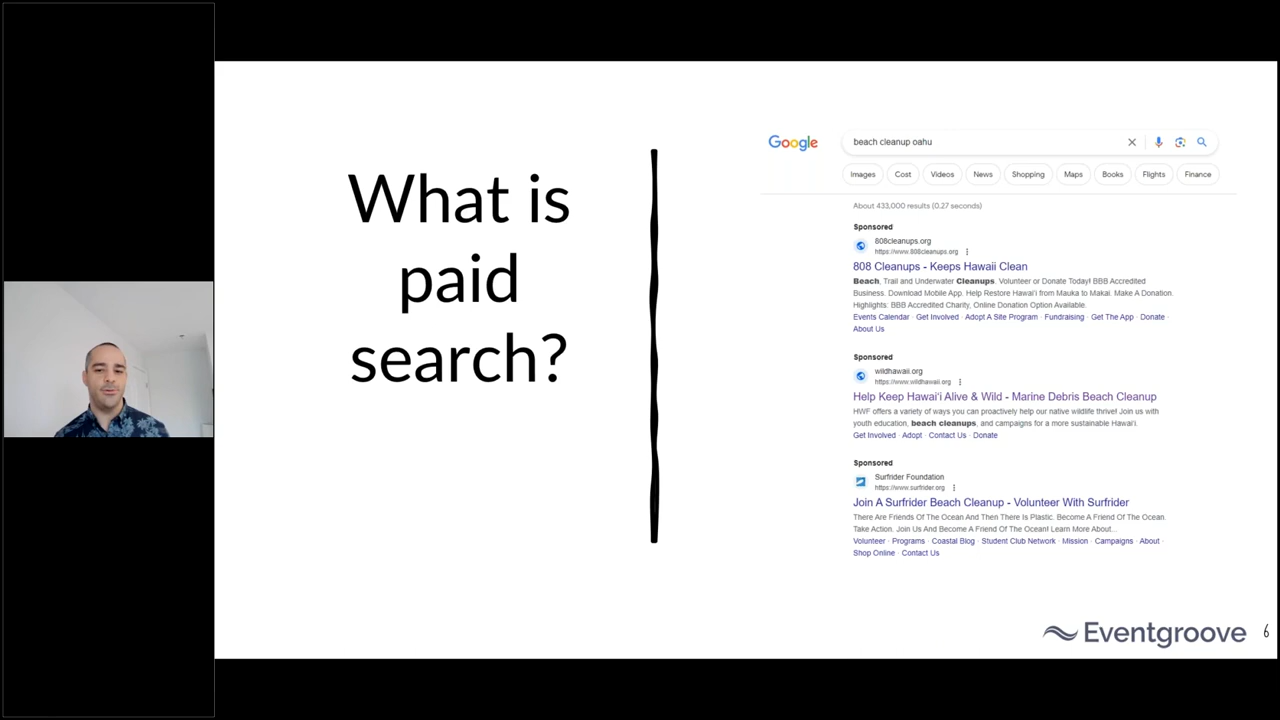 What is
paid
search?
Google
beach cleanup oahu
Images
Cost
Videos
News
Shopping
Maps
Books
Flights
Finance
About 433,000 results (0.27 seconds)
Sponsored
808cleanups.org
https://www.808cleanups.org
808 Cleanups - Keeps Hawaii Clean
Beach, Trail and Underwater Cleanups. Volunteer or Donate Today! BBB Accredited
Business. Download Mobile App. Help Restore Hawai'i from Mauka to Makai. Make A Donation.
Highlights: BBB Accredited Charity, Online Donation Option Available.
Events Calendar · Get Involved · Adopt A Site Program · Fundraising · Get The App · Donate ·
About Us
Sponsored
wildhawaii.org
https://www.wildhawaii.org
Help Keep Hawai'i Alive & Wild - Marine Debris Beach Cleanup
HWF offers a variety of ways you can proactively help our native wildlife thrive! Join us with
youth education, beach cleanups, and campaigns for a more sustainable Hawai'i.
Get Involved · Adopt · Contact Us · Donate
Sponsored
Surfrider Foundation
https://www.surfrider.org
Join A Surfrider Beach Cleanup - Volunteer With Surfrider
There Are Friends Of The Ocean And Then There Is Plastic. Become A Friend Of The Ocean.
Take Action. Join Us And Become A Friend Of The Ocean! Learn More About...
Volunteer · Programs · Coastal Blog · Student Club Network · Mission · Campaigns · About ·
Shop Online · Contact Us
Eventgroove
6